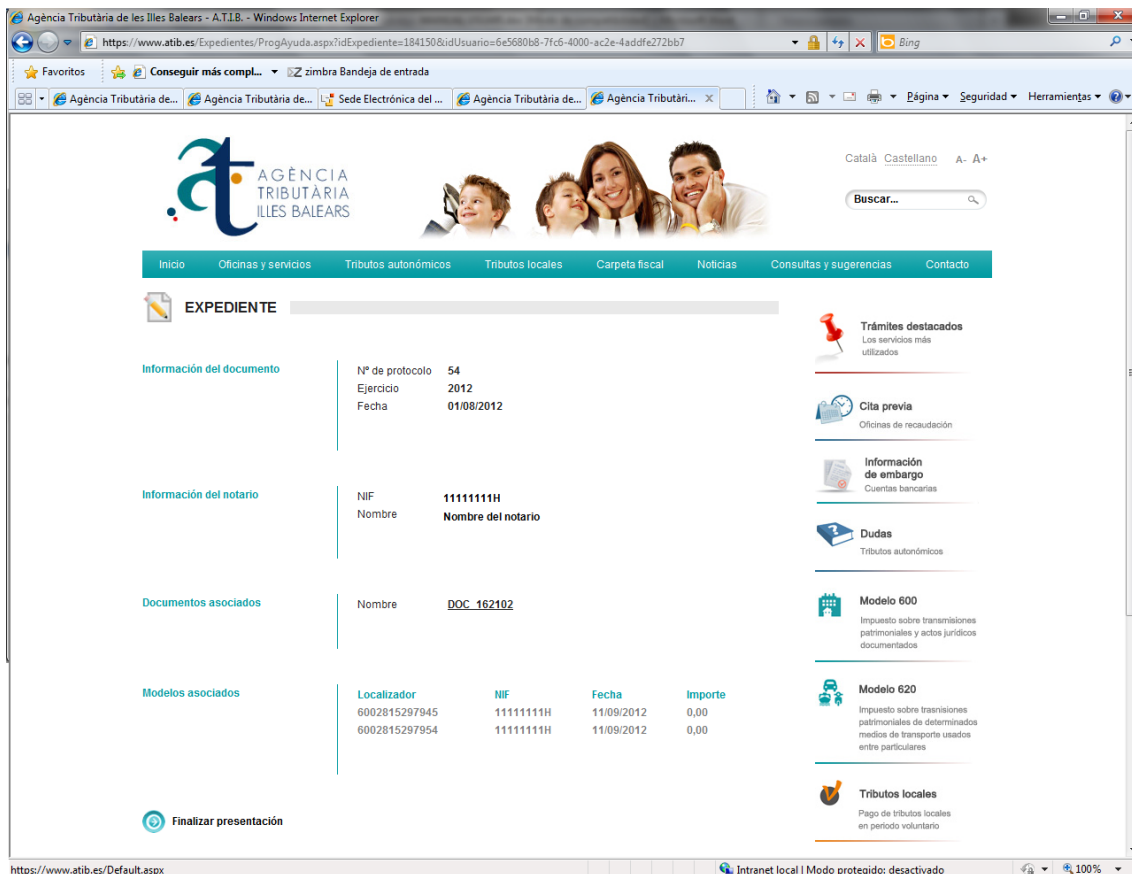 Agència Tributària de les Illes Balears - A.T.I.B. - Windows Internet Explorer
https://www.atib.es/Expedientes/ProgAyuda.aspx?idExpediente=184150&idUsuario=6e5680b8-7fc6-4000-ac2e-4addfe272bb7
Bing
Favoritos
Conseguir más compl...
zimbra Bandeja de entrada
Agència Tributària de...
Agència Tributària de...
Sede Electrónica del ...
Agència Tributària de...
Agència Tributàri...
Página
Seguridad
Herramientas
AGÈNCIA
TRIBUTÀRIA
ILLES BALEARS
Català Castellano A- A+
Buscar...
Inicio Oficinas y servicios Tributos autonómicos Tributos locales Carpeta fiscal Noticias Consultas y sugerencias Contacto
EXPEDIENTE
Información del documento
Nº de protocolo 54
Ejercicio 2012
Fecha 01/08/2012
Información del notario
NIF 11111111H
Nombre Nombre del notario
Documentos asociados
Nombre DOC_162102
Modelos asociados
Localizador NIF Fecha Importe
6002815297945 11111111H 11/09/2012 0,00
6002815297954 11111111H 11/09/2012 0,00
Finalizar presentación
Trámites destacados
Los servicios más
utilizados
Cita previa
Oficinas de recaudación
Información
de embargo
Cuentas bancarias
Dudas
Tributos autonómicos
Modelo 600
Impuesto sobre transmisiones
patrimoniales y actos jurídicos
documentados
Modelo 620
Impuesto sobre trasnisiones
patrimoniales de determinados
medios de transporte usados
entre particulares
Tributos locales
Pago de tributos locales
en periodo voluntario
https://www.atib.es/Default.aspx
Intranet local | Modo protegido: desactivado
100%